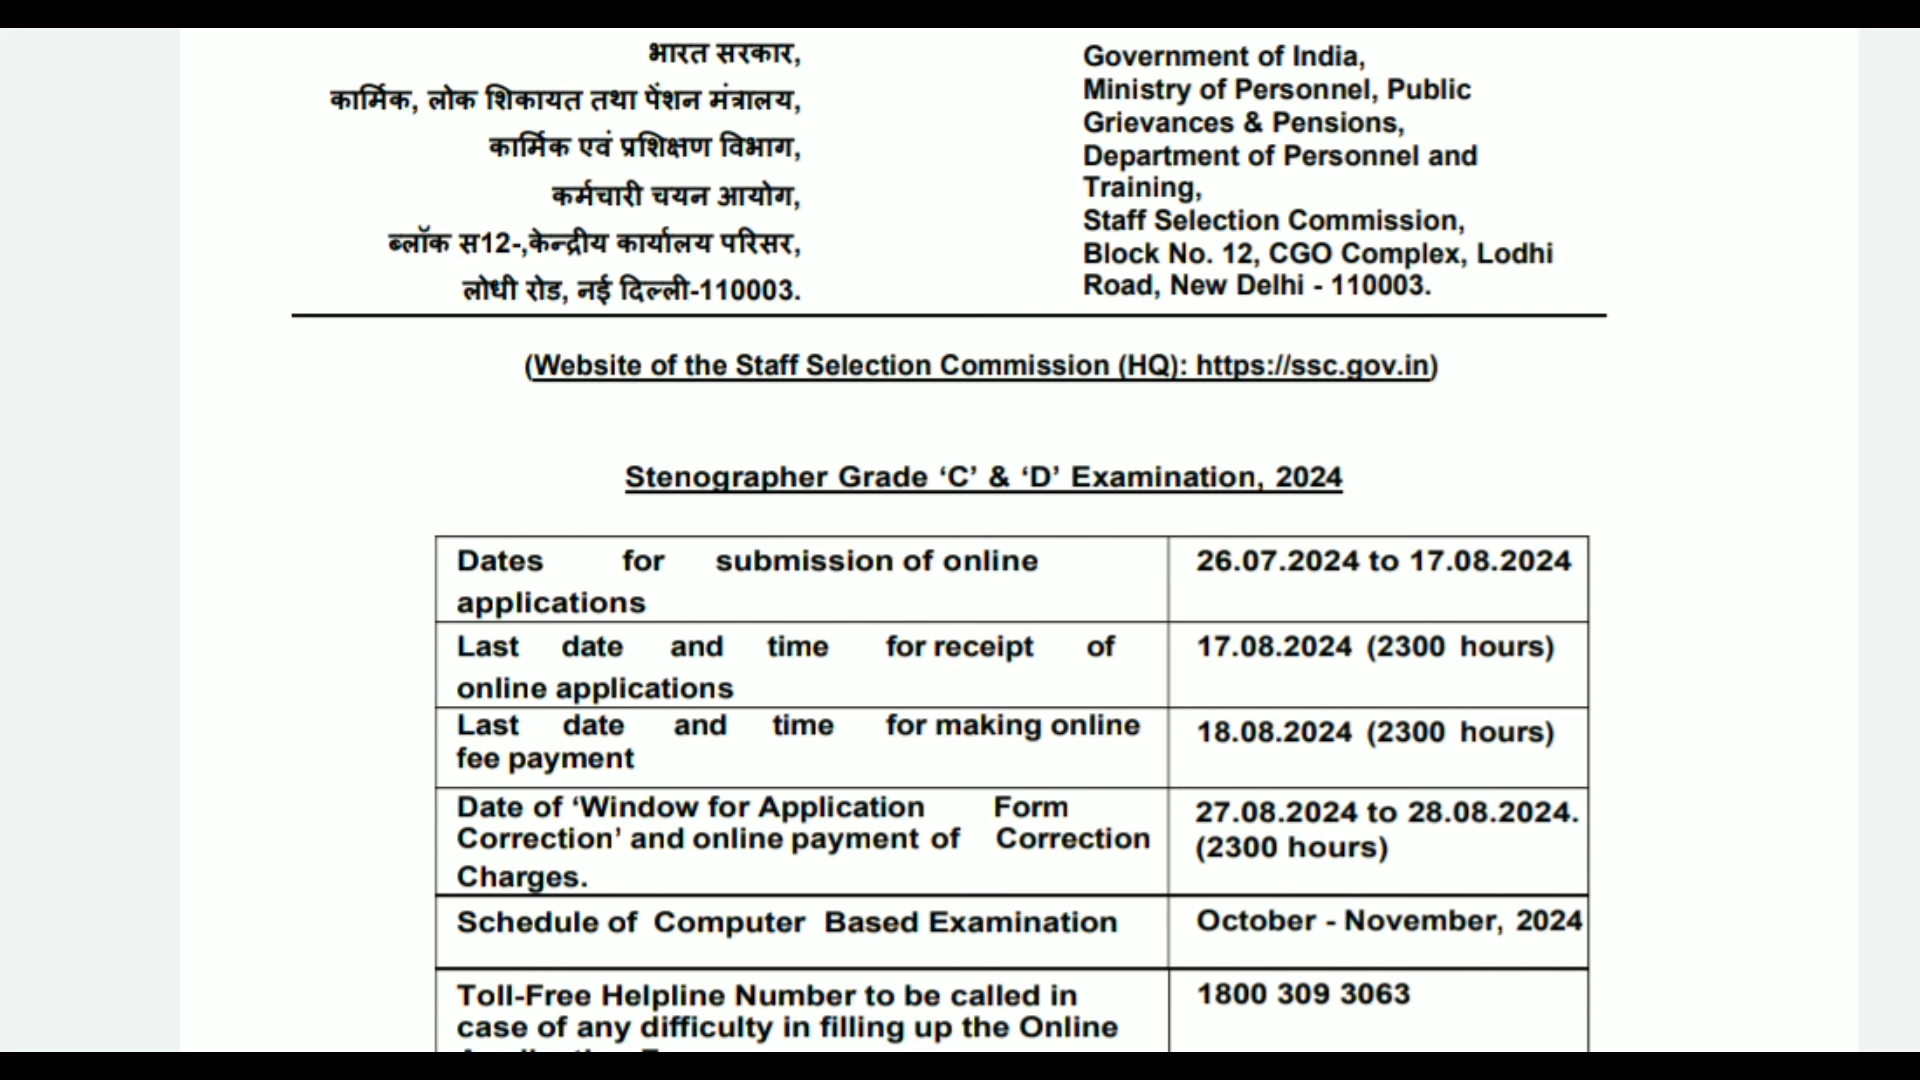 भारत सरकार,
कार्मिक, लोक शिकायत तथा पेंशन मंत्रालय,
कार्मिक एवं प्रशिक्षण विभाग,
कर्मचारी चयन आयोग,
ब्लॉक स12-,केन्द्रीय कार्यालय परिसर,
लोधी रोड, नई दिल्ली-110003.
Government of India,
Ministry of Personnel, Public
Grievances & Pensions,
Department of Personnel and
Training,
Staff Selection Commission,
Block No. 12, CGO Complex, Lodhi
Road, New Delhi - 110003.
(Website of the Staff Selection Commission (HQ): https://ssc.gov.in)
Stenographer Grade ‘C’ & ‘D’ Examination, 2024
Dates for submission of online
applications
26.07.2024 to 17.08.2024
Last date and time for receipt of
online applications
17.08.2024 (2300 hours)
Last date and time for making online
fee payment
18.08.2024 (2300 hours)
Date of ‘Window for Application Form
Correction’ and online payment of Correction
Charges.
27.08.2024 to 28.08.2024.
(2300 hours)
Schedule of Computer Based Examination
October - November, 2024
Toll-Free Helpline Number to be called in
case of any difficulty in filling up the Online
1800 309 3063